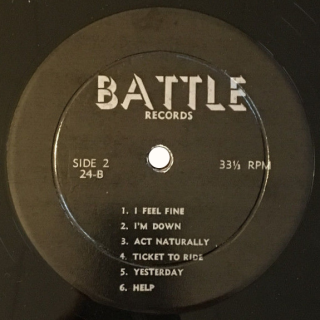 BATTLE
RECORDS
SIDE 2
24-B
33⅓ RPM
1. I FEEL FINE
2. I'M DOWN
3. ACT NATURALLY
4. TICKET TO RIDE
5. YESTERDAY
6. HELP